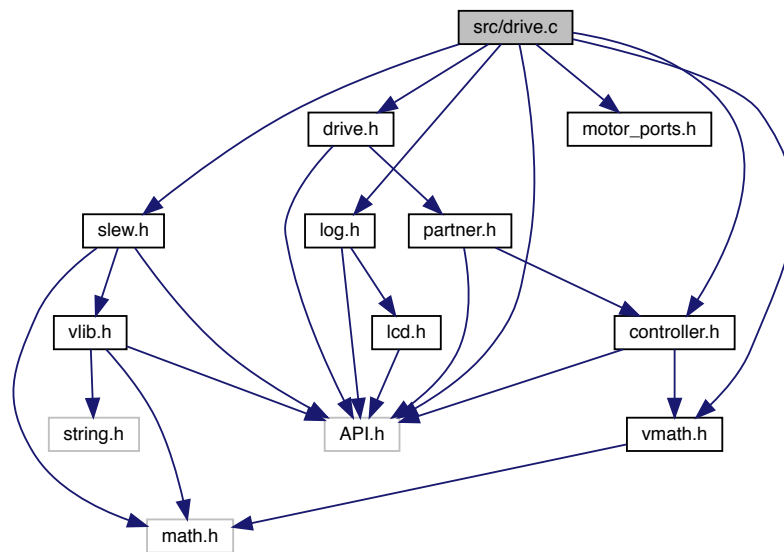 src/drive.c
drive.h
motor_ports.h
slew.h
log.h
partner.h
vlib.h
lcd.h
controller.h
string.h
API.h
vmath.h
math.h